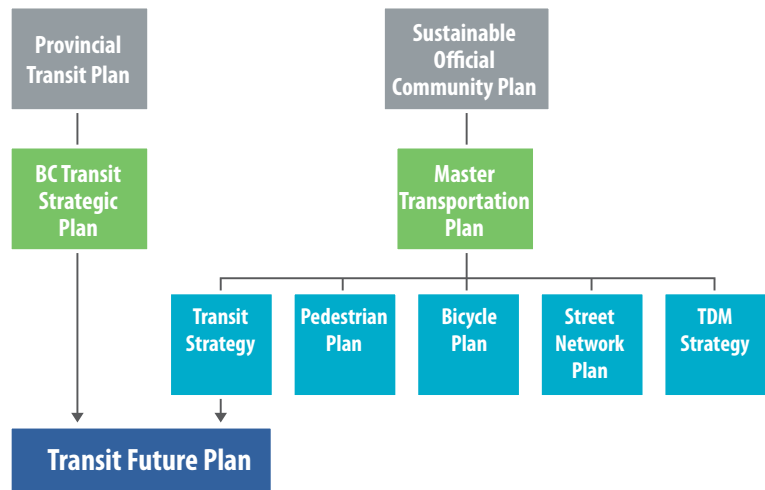 Provincial
Transit Plan
Sustainable
Official
Community Plan
BC Transit
Strategic
Plan
Master
Transportation
Plan
Transit
Strategy
Pedestrian
Plan
Bicycle
Plan
Street
Network
Plan
TDM
Strategy
Transit Future Plan